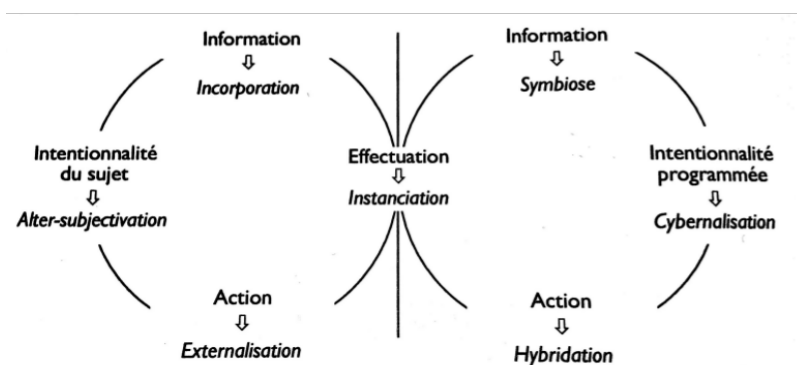 Information
Incorporation
Information
Symbiose
Intentionnalité
du sujet
Alter-subjectivation
Effectuation
Instanciation
Intentionnalité
programmée
Cybernalisation
Action
Externalisation
Action
Hybridation